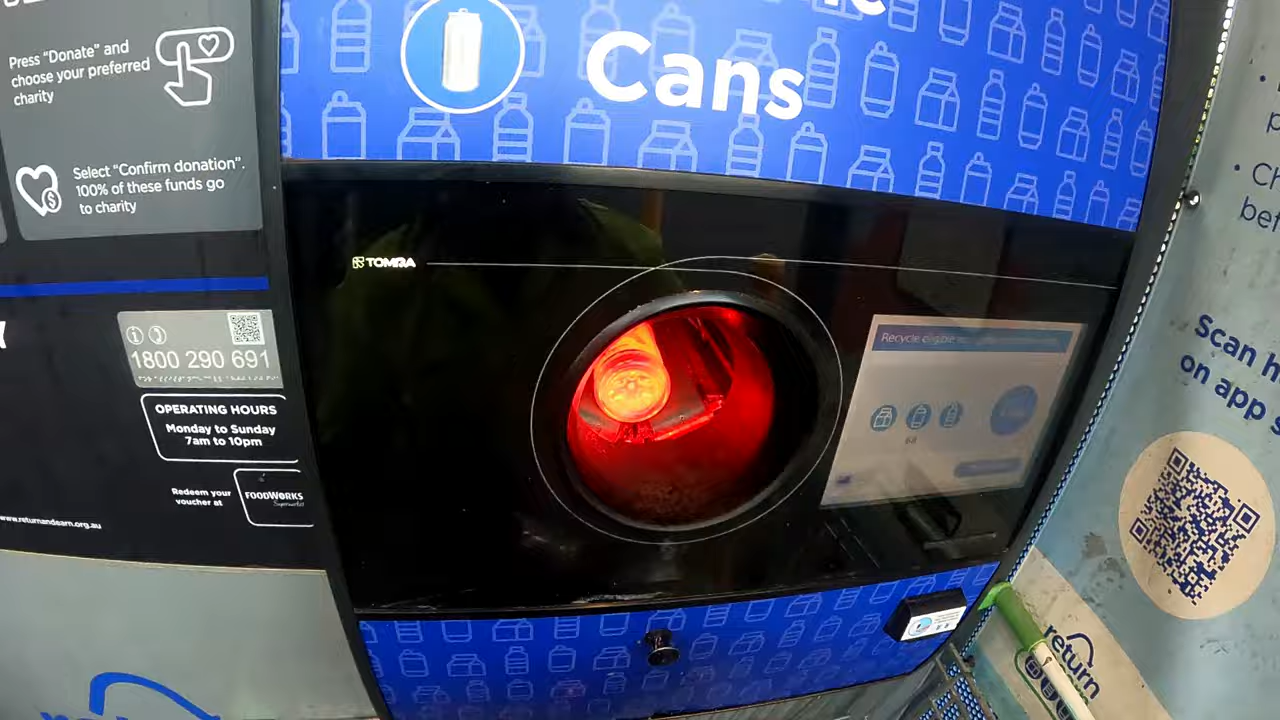 Press "Donate" and
choose your preferred
charity
Select "Confirm donation".
100% of these funds go
to charity
Cans
TOMRA
1800 290 691
OPERATING HOURS
Monday to Sunday
7am to 10pm
Redeem your
voucher at
FOODWORKS
Supermarket
www.returnandearn.org.au
Recycle eligible
Scan h
on app s
return